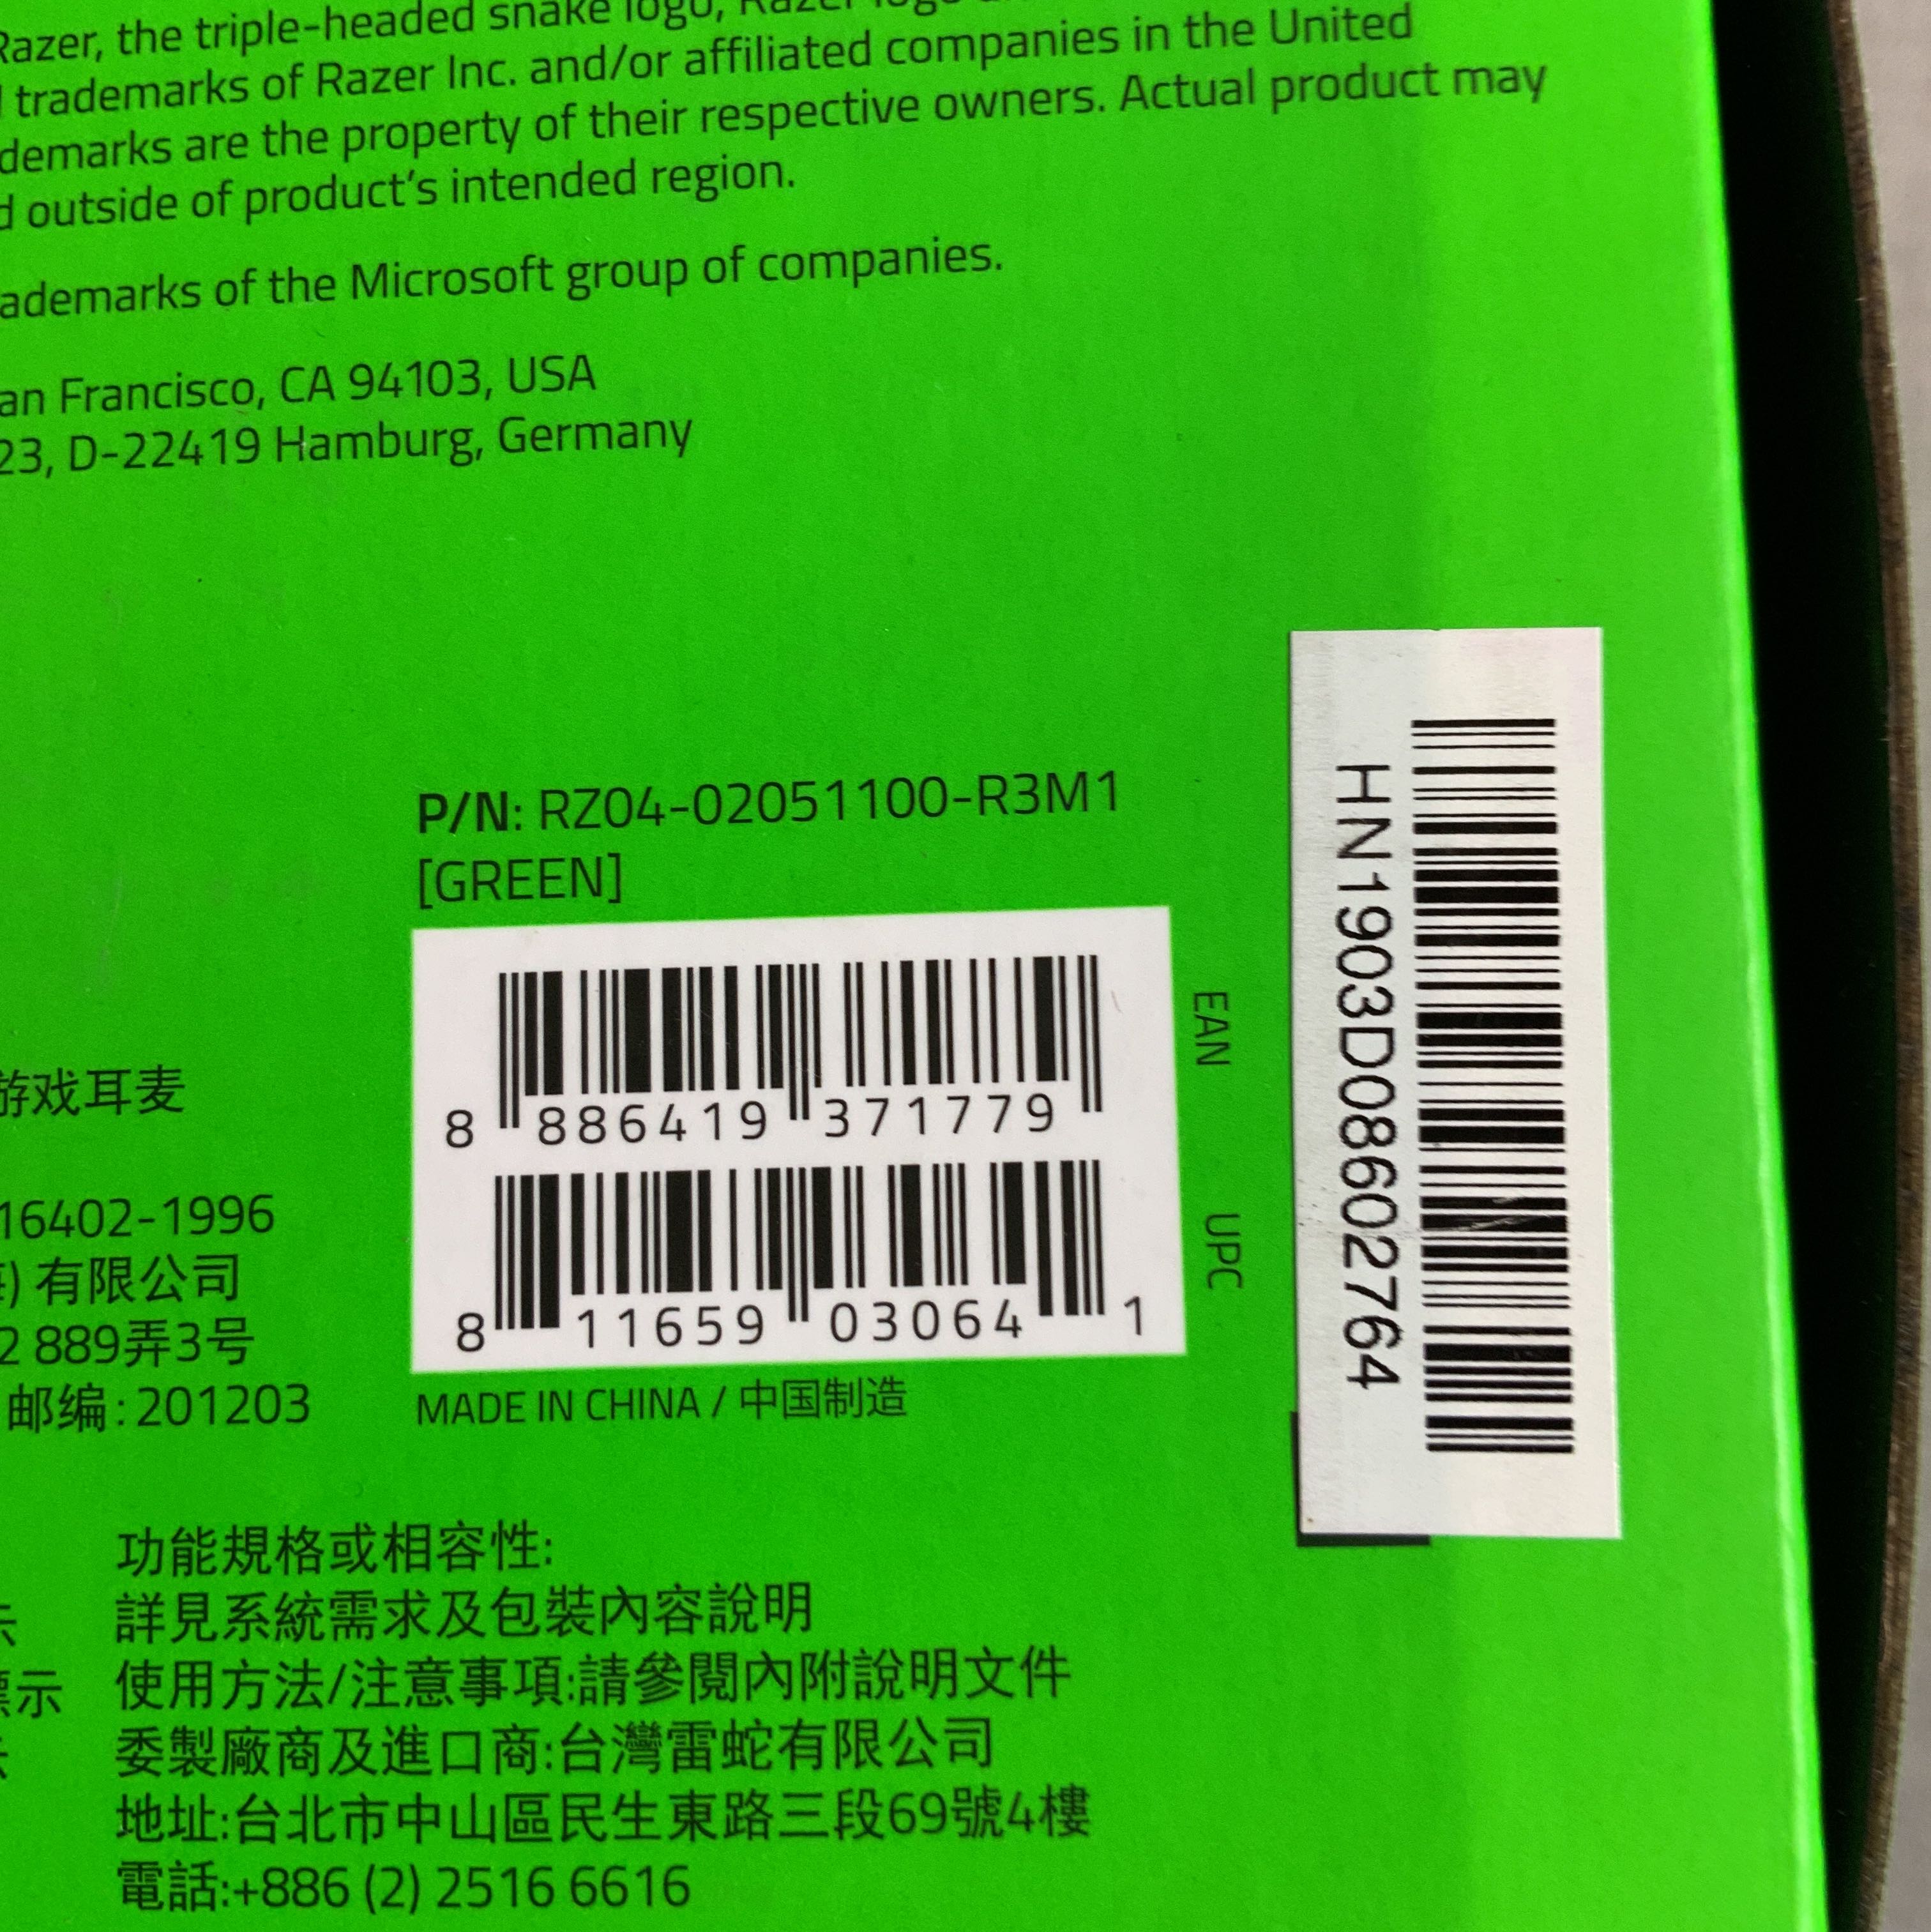 Razer, the triple-headed snake logo, Razer logo
trademarks of Razer Inc. and/or affiliated companies in the United
demarks are the property of their respective owners. Actual product may
d outside of product's intended region.
ademarks of the Microsoft group of companies.
an Francisco, CA 94103, USA
23, D-22419 Hamburg, Germany
P/N: RZ04-02051100-R3M1
[GREEN]
8 886419 371779
EAN
8 11659 03064 1
UPC
MADE IN CHINA / 中国制造
HN1903D08602764
游戏耳麦
16402-1996
) 有限公司
2 889弄3号
邮编: 201203
功能規格或相容性:
詳見系統需求及包裝內容說明
標示
使用方法/注意事項:請參閱內附說明文件
委製廠商及進口商:台灣雷蛇有限公司
地址:台北市中山區民生東路三段69號4樓
電話:+886 (2) 2516 6616